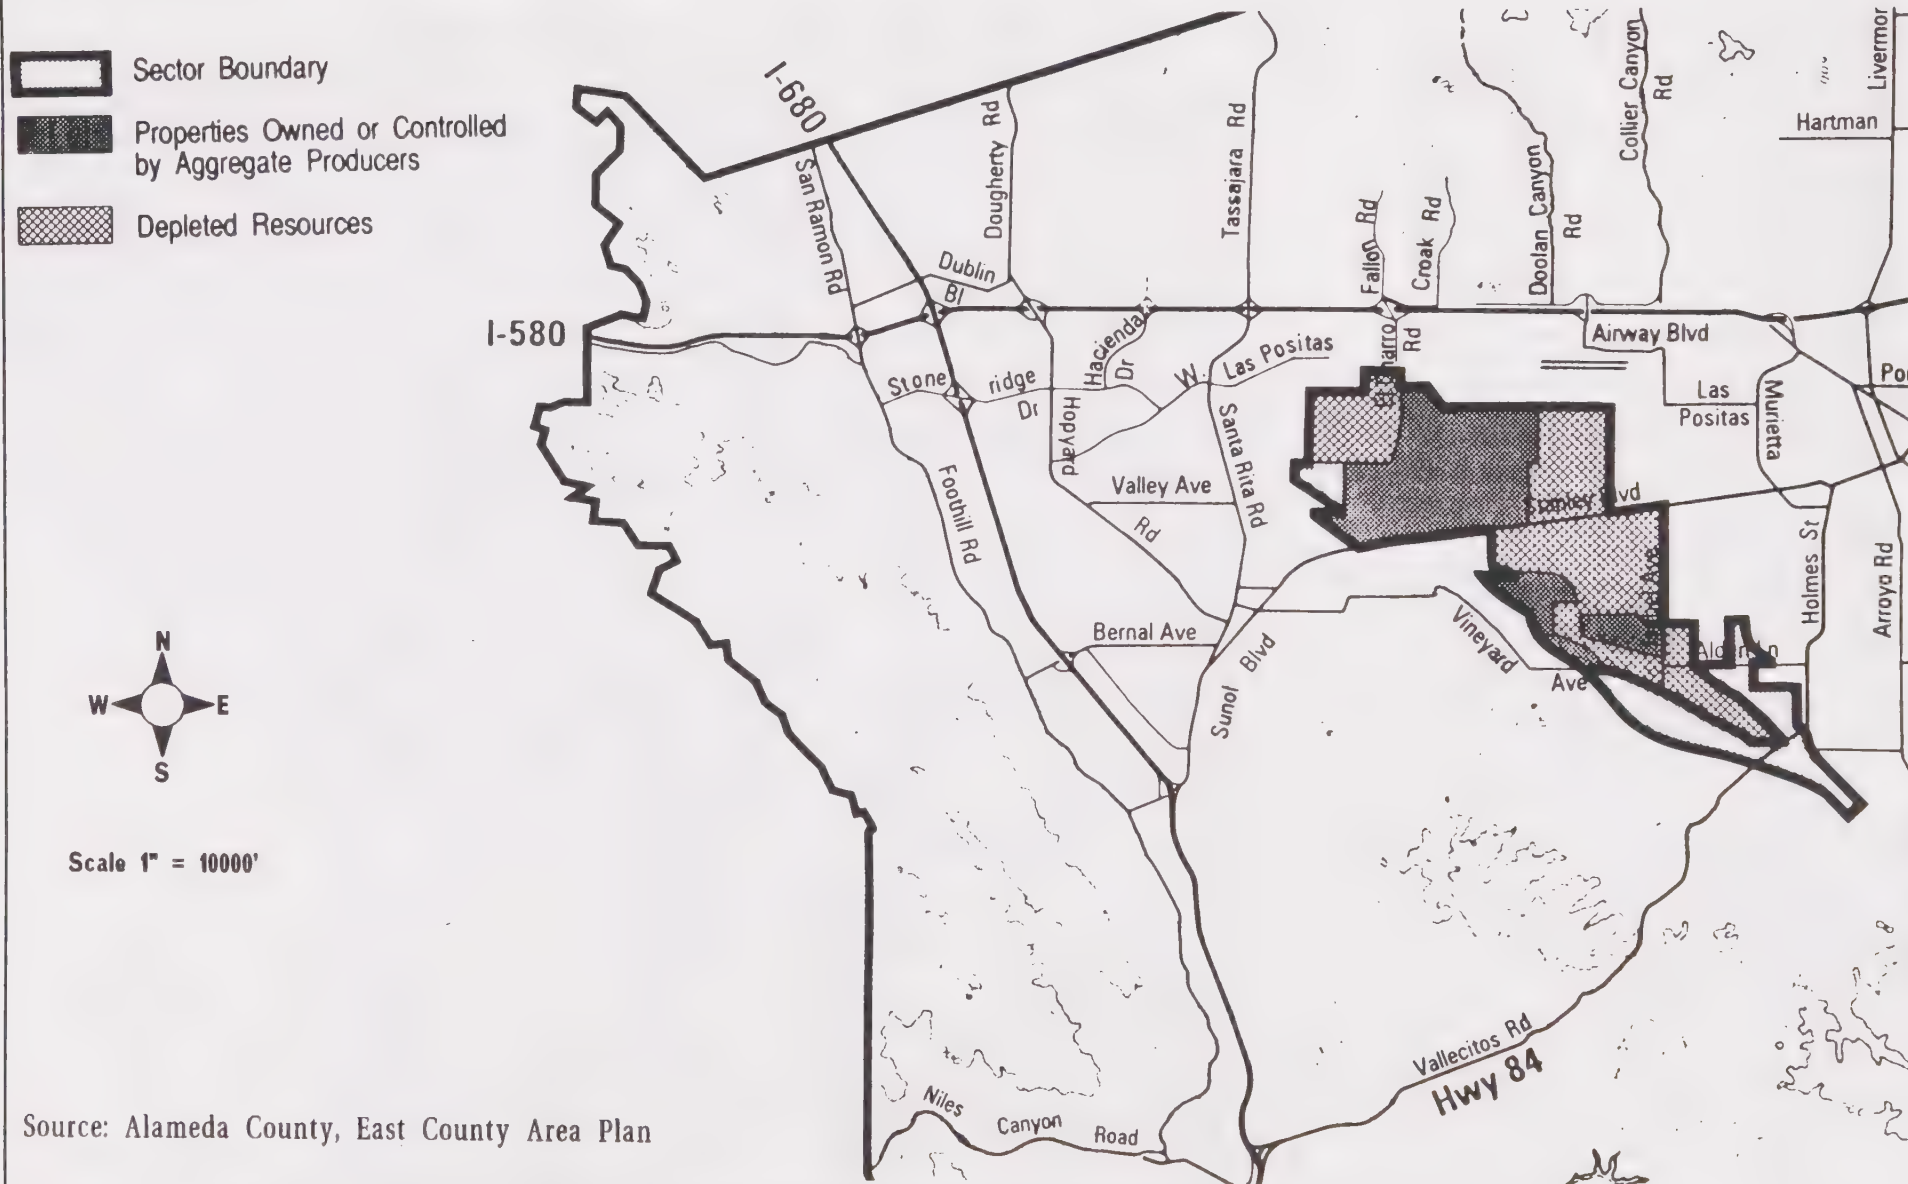 Sector Boundary
Properties Owned or Controlled
by Aggregate Producers
Depleted Resources
N
W E
S
Scale 1" = 10000'
Source: Alameda County, East County Area Plan
I-680
San Ramon Rd
Dougherty Rd
Tassajara Rd
Fallon Rd
Croak Rd
Doolan Canyon
Rd
Collier Canyon
Rd
Hartman
Dublin
Bl
I-580
Hacienda
Dr
Rd
Airway Blvd
Stone ridge
Dr
W. Las Positas
Las
Positas
Murietta
Hopyard
Rd
Foothill Rd
Santa Rita Rd
Valley Ave
Stanley Blvd
Bernal Ave
Sunol Blvd
Vineyard
Ave
Ave
Holmes St
Arroyo Rd
Vallecitos Rd
Hwy 84
Niles
Canyon Road